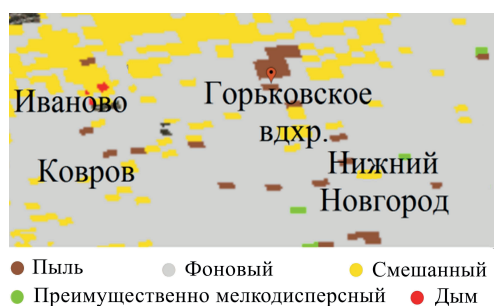 Иваново
Горьковское
вдхр.
Ковров
Нижний
Новгород
Пыль
Фоновый
Смешанный
Преимущественно мелкодисперсный
Дым